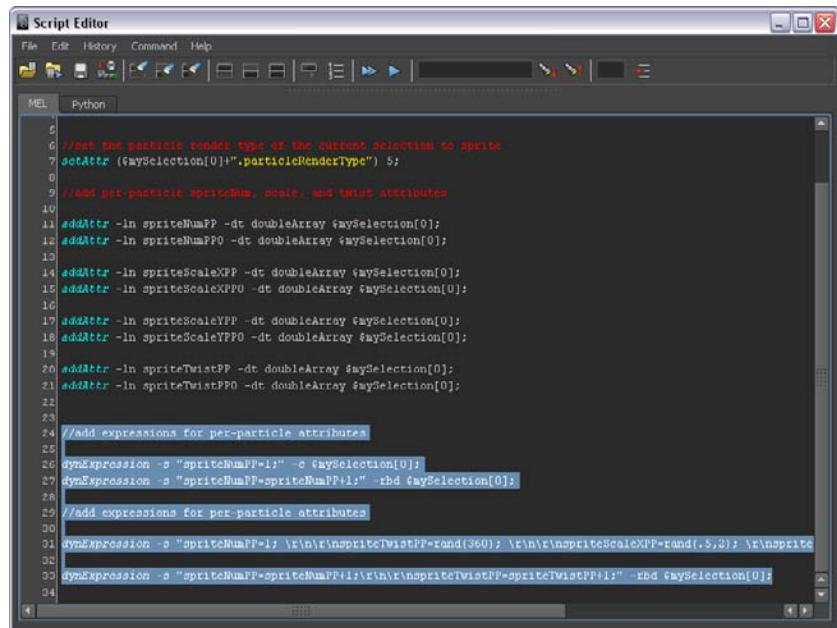 Script Editor
File Edit History Command Help
MEL Python
5
6 //set the particle render type of the current selection to sprite
7 setAttr ($mySelection[0]+".particleRenderType") 5;
8
9 //add per-particle spriteNum, scale, and twist attributes
10
11 addAttr -ln spriteNumPP -dt doubleArray $mySelection[0];
12 addAttr -ln spriteNumPP0 -dt doubleArray $mySelection[0];
13
14 addAttr -ln spriteScaleXPP -dt doubleArray $mySelection[0];
15 addAttr -ln spriteScaleXPP0 -dt doubleArray $mySelection[0];
16
17 addAttr -ln spriteScaleYPP -dt doubleArray $mySelection[0];
18 addAttr -ln spriteScaleYPP0 -dt doubleArray $mySelection[0];
19
20 addAttr -ln spriteTwistPP -dt doubleArray $mySelection[0];
21 addAttr -ln spriteTwistPP0 -dt doubleArray $mySelection[0];
22
23
24 //add expressions for per-particle attributes
25
26 dynExpression -s "spriteNumPP=1;" -c $mySelection[0];
27 dynExpression -s "spriteNumPP=spriteNumPP+1;" -rbd $mySelection[0];
28
29 //add expressions for per-particle attributes
30
31 dynExpression -s "spriteNumPP=1; \r\n\r\nspriteTwistPP=rand(360); \r\n\r\nspriteScaleXPP=rand(.5,2); \r\nsprite
32
33 dynExpression -s "spriteNumPP=spriteNumPP+1;\r\n\r\nspriteTwistPP=spriteTwistPP+1;" -rbd $mySelection[0];
34